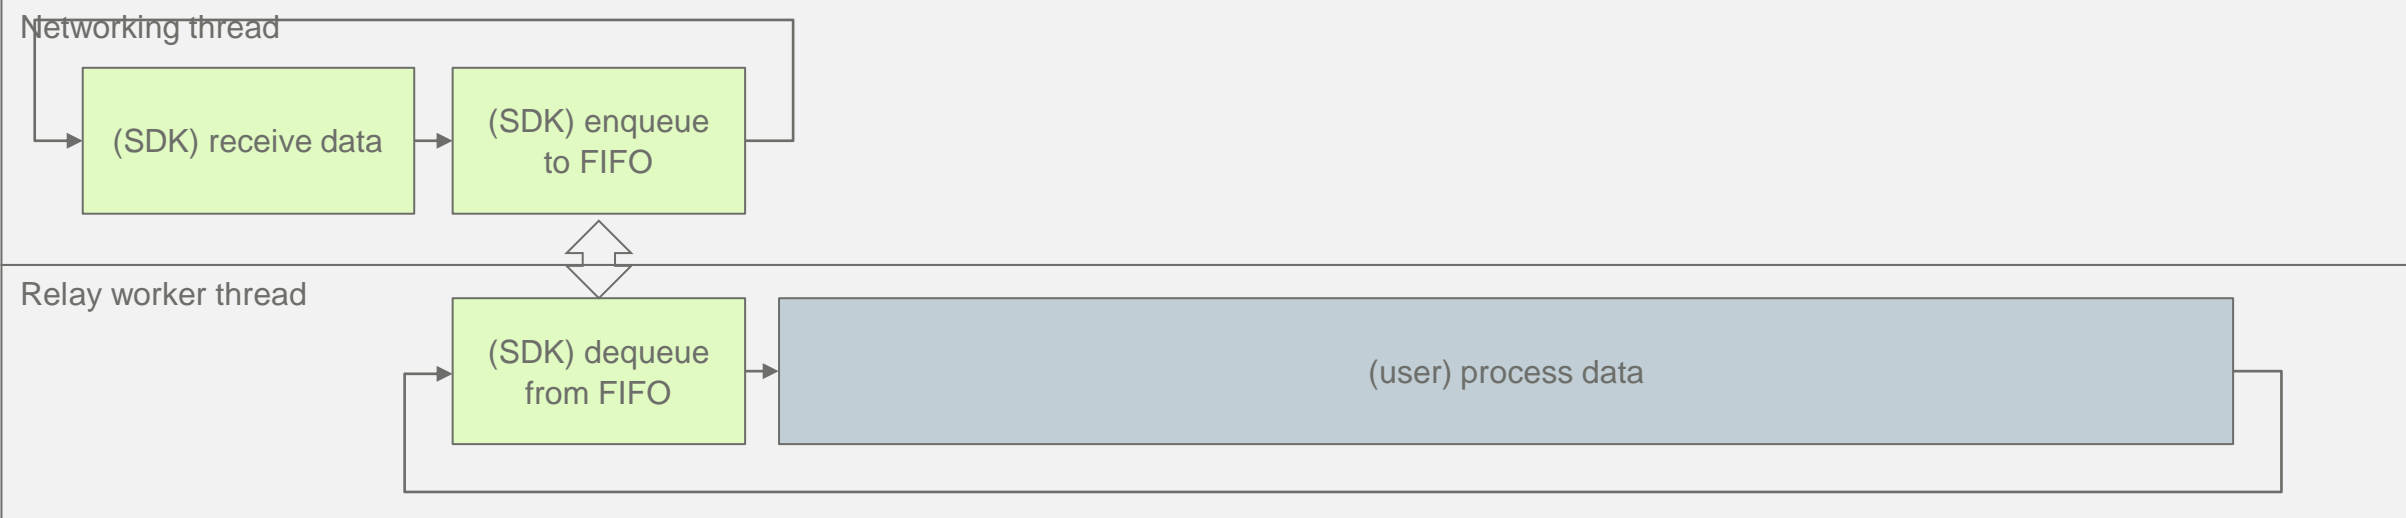 Networking thread
(SDK) receive data
(SDK) enqueue
to FIFO
Relay worker thread
(SDK) dequeue
from FIFO
(user) process data